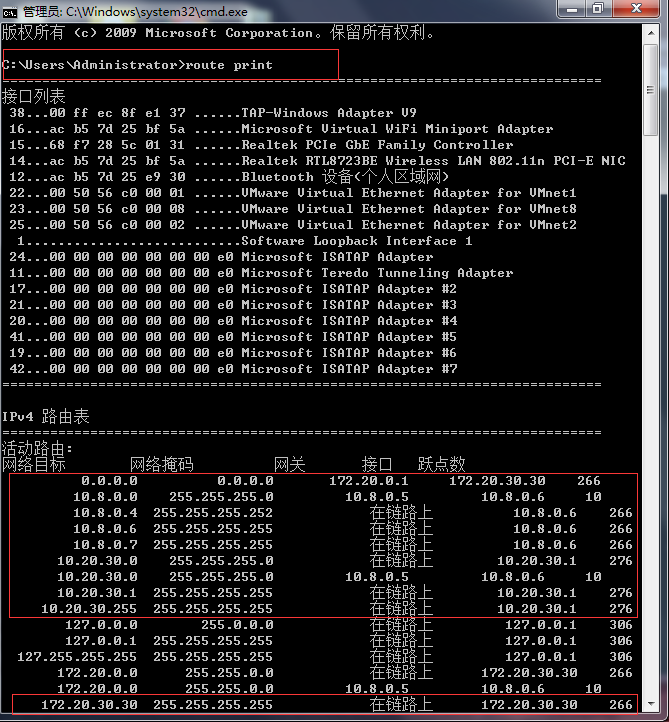 管理员: C:\Windows\system32\cmd.exe
版权所有 (c) 2009 Microsoft Corporation。保留所有权利。
C:\Users\Administrator>route print
===========================================================================
接口列表
38...00 ff ec 8f e1 37 ......TAP-Windows Adapter V9
16...ac b5 7d 25 bf 5a ......Microsoft Virtual WiFi Miniport Adapter
15...68 f7 28 5c 01 31 ......Realtek PCIe GbE Family Controller
14...ac b5 7d 25 bf 5a ......Realtek RTL8723BE Wireless LAN 802.11n PCI-E NIC
12...ac b5 7d 25 e9 30 ......Bluetooth 设备(个人区域网)
22...00 50 56 c0 00 01 ......VMware Virtual Ethernet Adapter for VMnet1
23...00 50 56 c0 00 08 ......VMware Virtual Ethernet Adapter for VMnet8
25...00 50 56 c0 00 02 ......VMware Virtual Ethernet Adapter for VMnet2
1...........................Software Loopback Interface 1
24...00 00 00 00 00 00 00 e0 Microsoft ISATAP Adapter
11...00 00 00 00 00 00 00 e0 Microsoft Teredo Tunneling Adapter
17...00 00 00 00 00 00 00 e0 Microsoft ISATAP Adapter #2
21...00 00 00 00 00 00 00 e0 Microsoft ISATAP Adapter #3
20...00 00 00 00 00 00 00 e0 Microsoft ISATAP Adapter #4
41...00 00 00 00 00 00 00 e0 Microsoft ISATAP Adapter #5
19...00 00 00 00 00 00 00 e0 Microsoft ISATAP Adapter #6
42...00 00 00 00 00 00 00 e0 Microsoft ISATAP Adapter #7
===========================================================================
IPv4 路由表
===========================================================================
活动路由:
网络目标 网络掩码 网关 接口 跃点数
0.0.0.0 0.0.0.0 172.20.0.1 172.20.30.30 266
10.8.0.0 255.255.255.0 10.8.0.5 10.8.0.6 10
10.8.0.4 255.255.255.252 在链路上 10.8.0.6 266
10.8.0.6 255.255.255.255 在链路上 10.8.0.6 266
10.8.0.7 255.255.255.255 在链路上 10.8.0.6 266
10.20.30.0 255.255.255.0 在链路上 10.20.30.1 276
10.20.30.0 255.255.255.0 10.8.0.5 10.8.0.6 10
10.20.30.1 255.255.255.255 在链路上 10.20.30.1 276
10.20.30.255 255.255.255.255 在链路上 10.20.30.1 276
127.0.0.0 255.0.0.0 在链路上 127.0.0.1 306
127.0.0.1 255.255.255.255 在链路上 127.0.0.1 306
127.255.255.255 255.255.255.255 在链路上 127.0.0.1 306
172.20.0.0 255.255.0.0 在链路上 172.20.30.30 266
172.20.0.0 255.255.0.0 10.8.0.5 10.8.0.6 10
172.20.30.30 255.255.255.255 在链路上 172.20.30.30 266